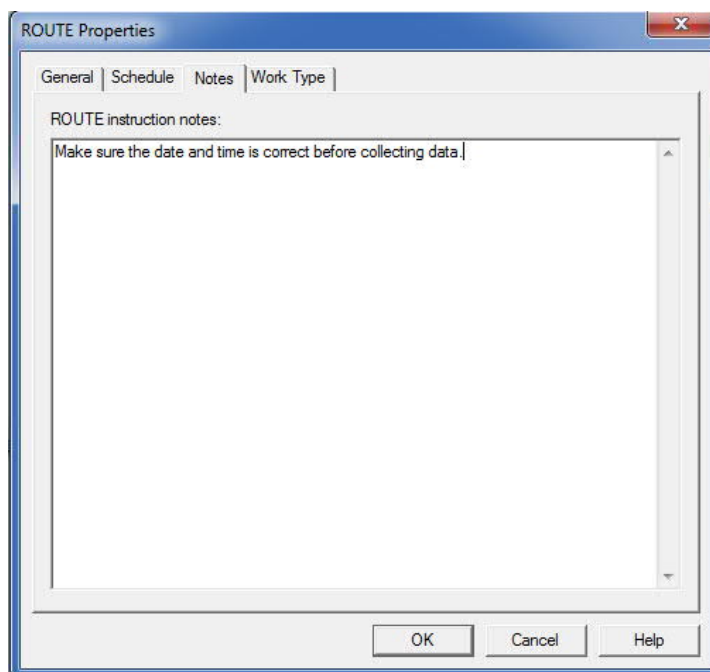 ROUTE Properties
General Schedule Notes Work Type
ROUTE instruction notes:
Make sure the date and time is correct before collecting data.
OK Cancel Help